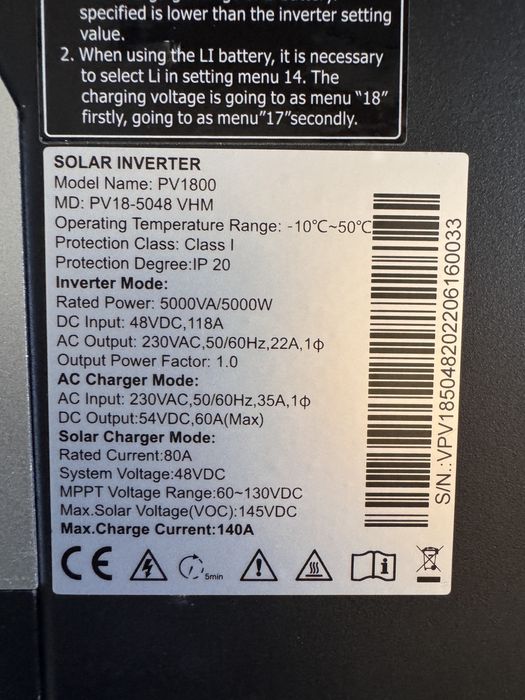 specified is lower than the inverter setting
value.
2. When using the LI battery, it is necessary
to select Li in setting menu 14. The
charging voltage is going to as menu "18"
firstly, going to as menu"17"secondly.
SOLAR INVERTER
Model Name: PV1800
MD: PV18-5048 VHM
Operating Temperature Range: -10℃~50℃
Protection Class: Class I
Protection Degree:IP 20
Inverter Mode:
Rated Power: 5000VA/5000W
DC Input: 48VDC,118A
AC Output: 230VAC,50/60Hz,22A,1ϕ
Output Power Factor: 1.0
AC Charger Mode:
AC Input: 230VAC,50/60Hz,35A,1ϕ
DC Output:54VDC,60A(Max)
Solar Charger Mode:
Rated Current:80A
System Voltage:48VDC
MPPT Voltage Range:60~130VDC
Max.Solar Voltage(VOC):145VDC
Max.Charge Current:140A
CE
5min
S/N.:VPV18504820220616​0033